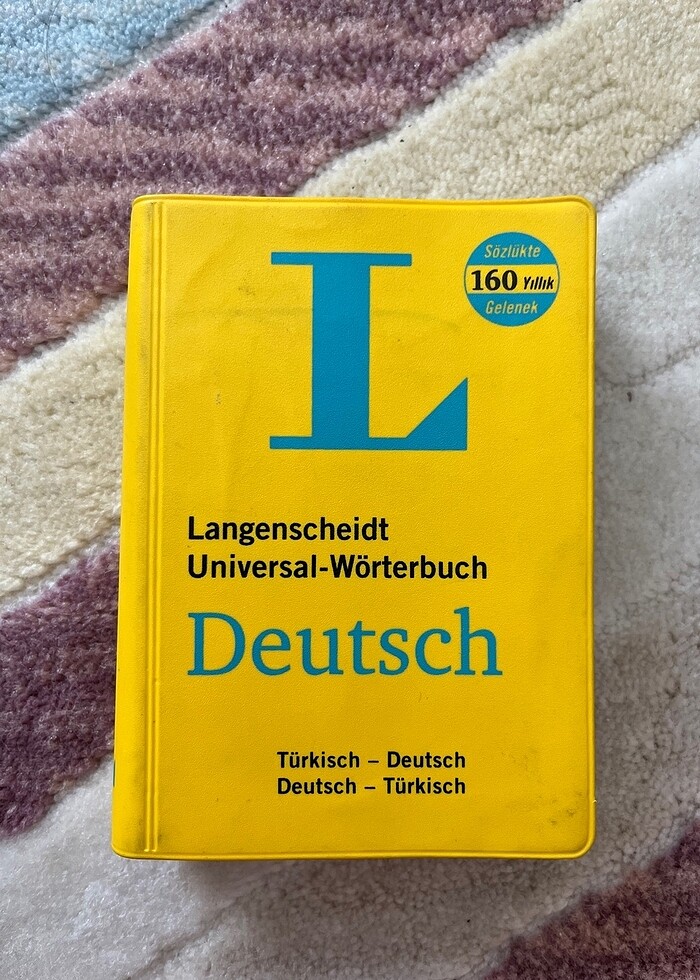 L
Sözlükte
160 Yıllık
Gelenek
Langenscheidt
Universal-Wörterbuch
Deutsch
Türkisch – Deutsch
Deutsch – Türkisch